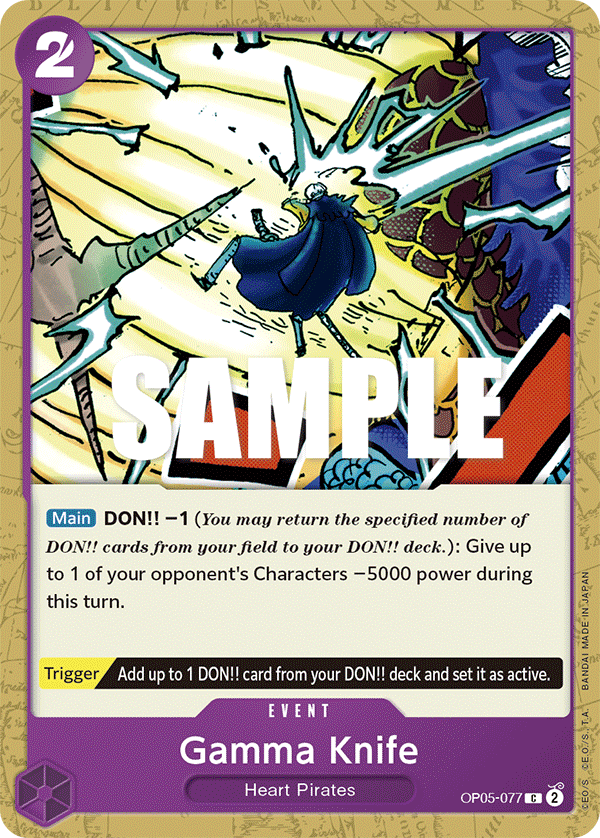 DLICHES EISMEER
2
SAMPLE
Main DON!! −1 (You may return the specified number of
DON!! cards from your field to your DON!! deck.): Give up
to 1 of your opponent's Characters −5000 power during
this turn.
Trigger Add up to 1 DON!! card from your DON!! deck and set it as active.
EVENT
Gamma Knife
Heart Pirates
OP05-077 C 2
©E.O./S. ©E.O./S.,T.A. BANDAI MADE IN JAPAN